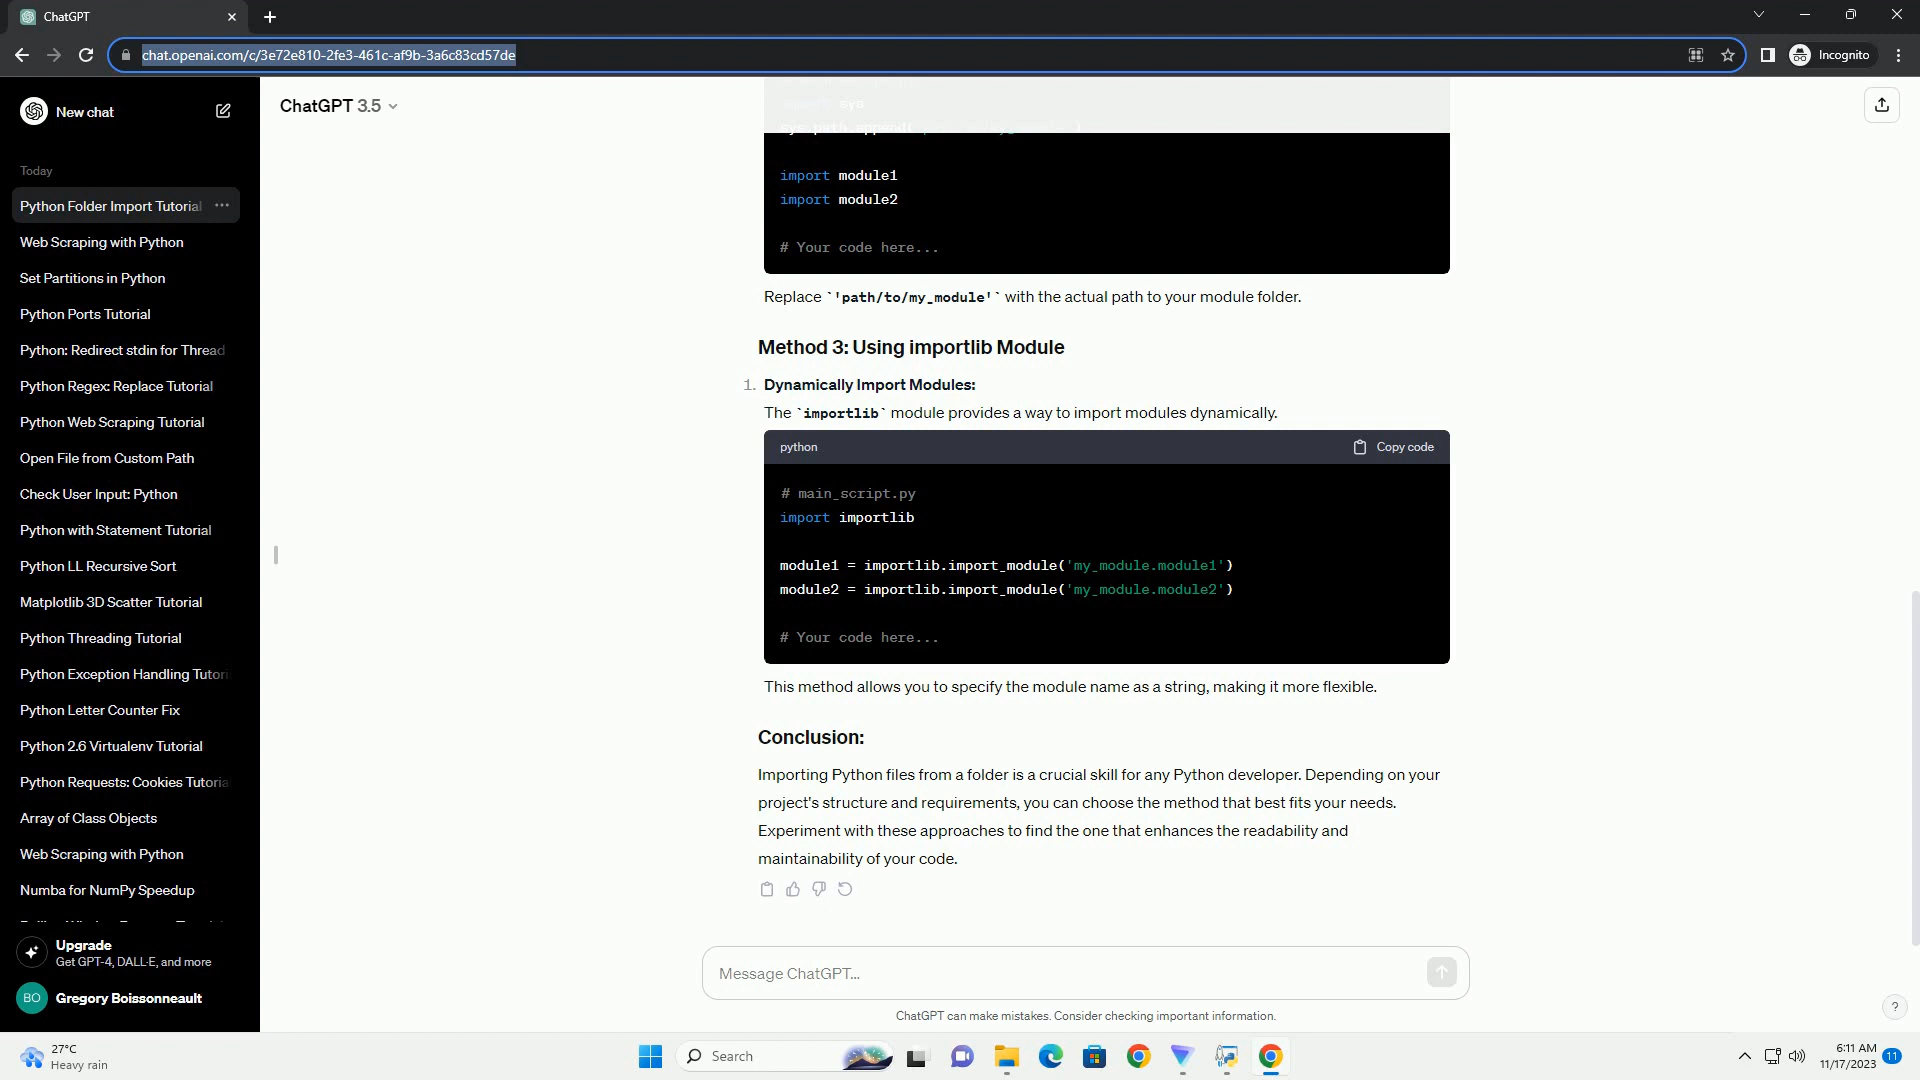 ChatGPT
chat.openai.com/c/3e72e810-2fe3-461c-af9b-3a6c83cd57de
Incognito
New chat
Today
Python Folder Import Tutorial
Web Scraping with Python
Set Partitions in Python
Python Ports Tutorial
Python: Redirect stdin for Thread
Python Regex: Replace Tutorial
Python Web Scraping Tutorial
Open File from Custom Path
Check User Input: Python
Python with Statement Tutorial
Python LL Recursive Sort
Matplotlib 3D Scatter Tutorial
Python Threading Tutorial
Python Exception Handling Tutori
Python Letter Counter Fix
Python 2.6 Virtualenv Tutorial
Python Requests: Cookies Tutoria
Array of Class Objects
Web Scraping with Python
Numba for NumPy Speedup
Upgrade
Get GPT-4, DALL·E, and more
BO Gregory Boissonneault
ChatGPT 3.5
sys
sys.path.append(
import module1
import module2
# Your code here...
Replace `'path/to/my_module'` with the actual path to your module folder.
Method 3: Using importlib Module
1. Dynamically Import Modules:
The `importlib` module provides a way to import modules dynamically.
python Copy code
# main_script.py
import importlib
module1 = importlib.import_module('my_module.module1')
module2 = importlib.import_module('my_module.module2')
# Your code here...
This method allows you to specify the module name as a string, making it more flexible.
Conclusion:
Importing Python files from a folder is a crucial skill for any Python developer. Depending on your
project's structure and requirements, you can choose the method that best fits your needs.
Experiment with these approaches to find the one that enhances the readability and
maintainability of your code.
Message ChatGPT...
ChatGPT can make mistakes. Consider checking important information.
?
27°C
Heavy rain
Search
6:11 AM
11/17/2023
11